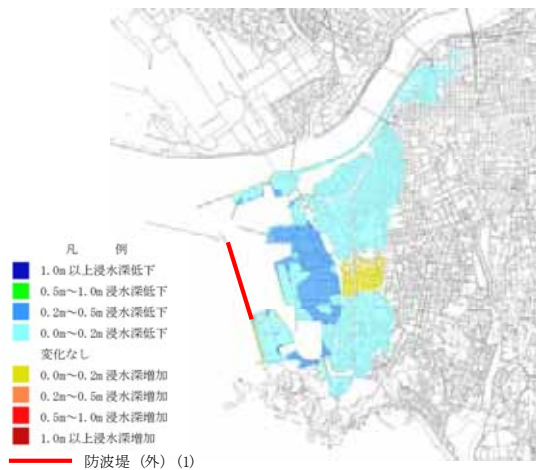 凡　例
1.0m 以上浸水深低下
0.5m～1.0m 浸水深低下
0.2m～0.5m 浸水深低下
0.0m～0.2m 浸水深低下
変化なし
0.0m～0.2m 浸水深増加
0.2m～0.5m 浸水深増加
0.5m～1.0m 浸水深増加
1.0m 以上浸水深増加
防波堤（外）(1)